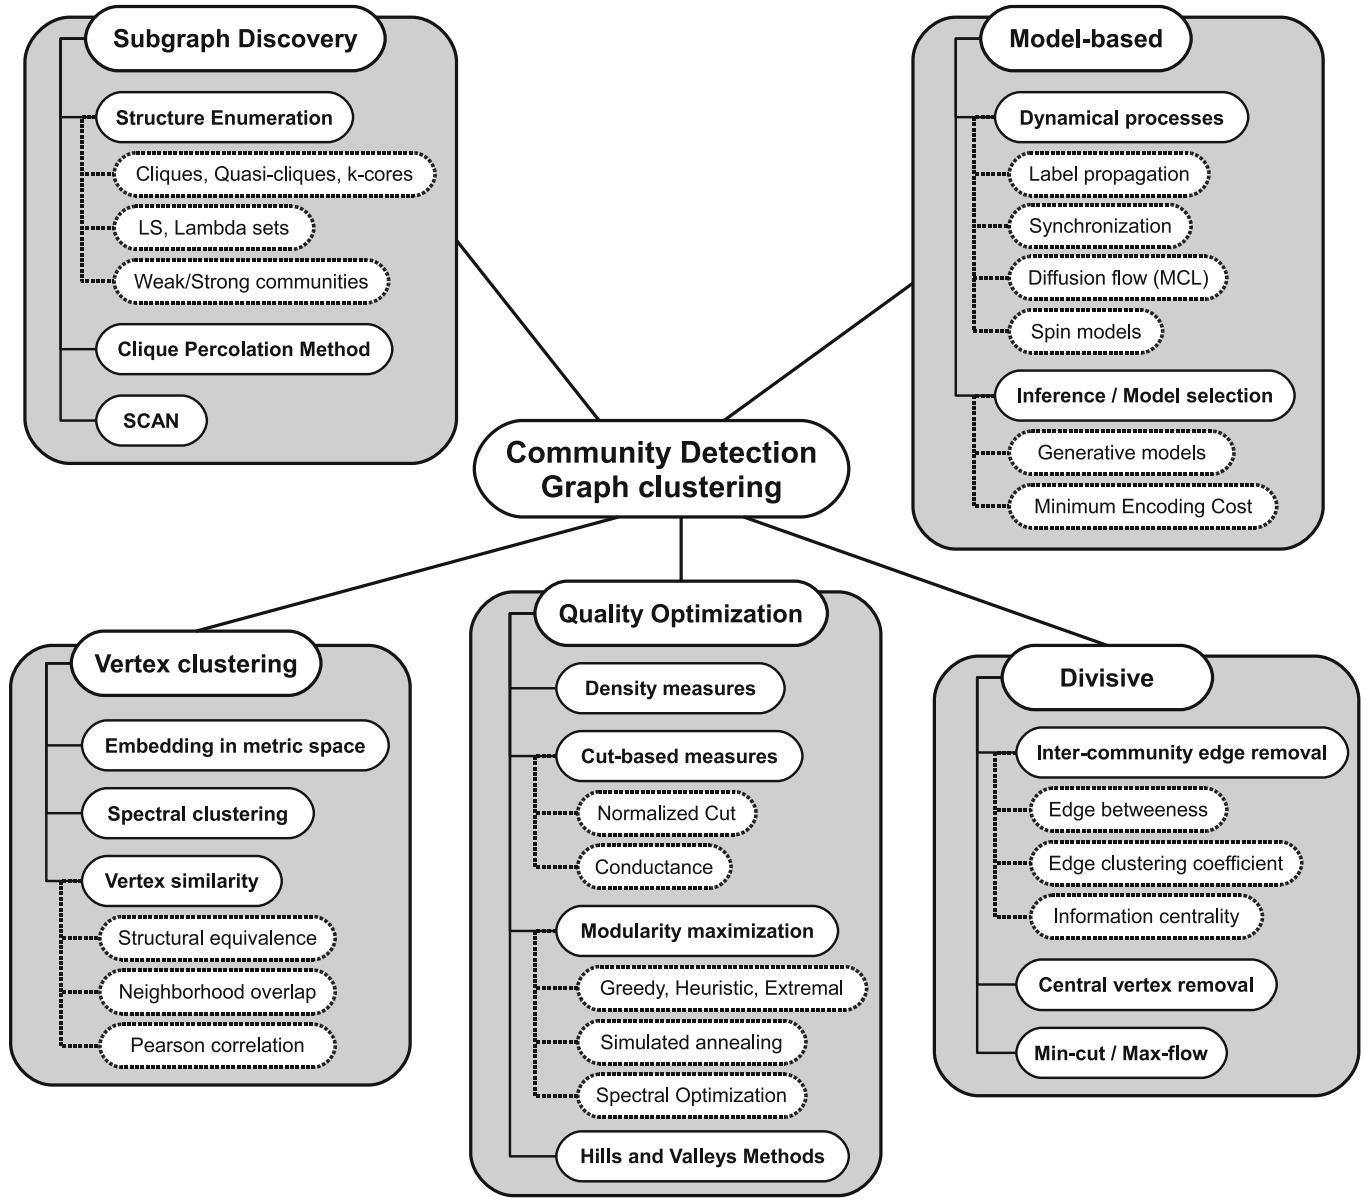 Subgraph Discovery
Structure Enumeration
Cliques, Quasi-cliques, k-cores
LS, Lambda sets
Weak/Strong communities
Clique Percolation Method
SCAN
Model-based
Dynamical processes
Label propagation
Synchronization
Diffusion flow (MCL)
Spin models
Inference / Model selection
Generative models
Minimum Encoding Cost
Community Detection
Graph clustering
Vertex clustering
Embedding in metric space
Spectral clustering
Vertex similarity
Structural equivalence
Neighborhood overlap
Pearson correlation
Quality Optimization
Density measures
Cut-based measures
Normalized Cut
Conductance
Modularity maximization
Greedy, Heuristic, Extremal
Simulated annealing
Spectral Optimization
Hills and Valleys Methods
Divisive
Inter-community edge removal
Edge betweeness
Edge clustering coefficient
Information centrality
Central vertex removal
Min-cut / Max-flow